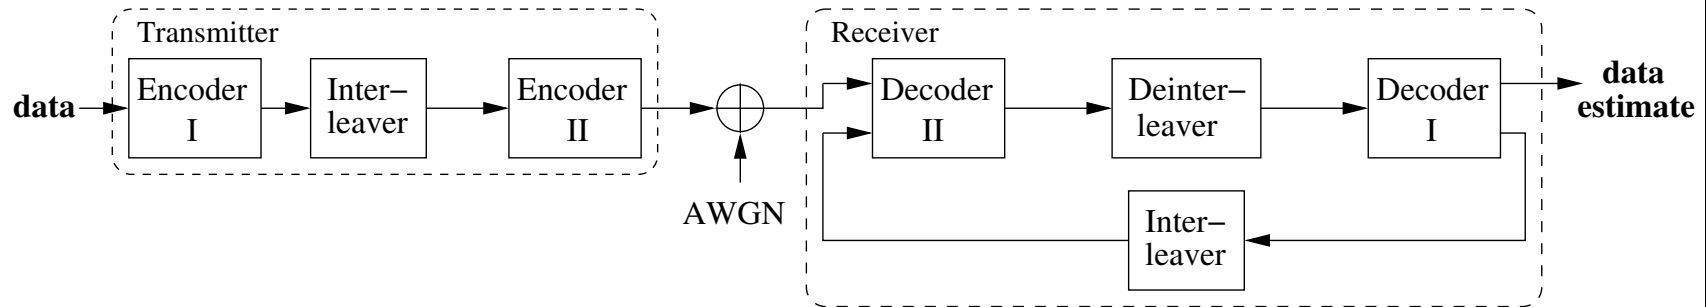 Transmitter
data
Encoder
I
Inter–
leaver
Encoder
II
AWGN
Receiver
Decoder
II
Deinter–
leaver
Decoder
I
Inter–
leaver
data
estimate